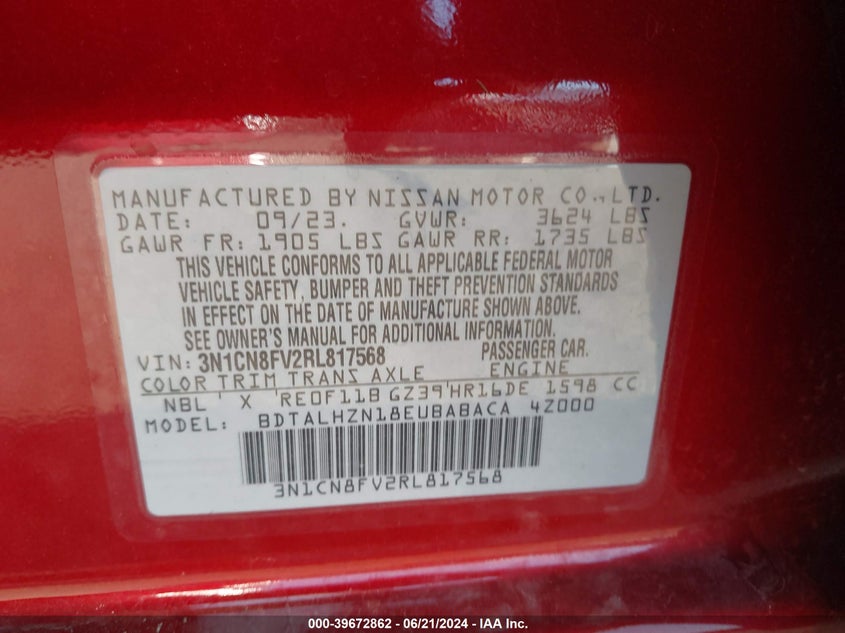 MANUFACTURED BY NISSAN MOTOR CO., LTD.
DATE: 09/23. GVWR: 3624 LBS
GAWR FR: 1905 LBS GAWR RR: 1735 LBS
THIS VEHICLE CONFORMS TO ALL APPLICABLE FEDERAL MOTOR
VEHICLE SAFETY, BUMPER AND THEFT PREVENTION STANDARDS
IN EFFECT ON THE DATE OF MANUFACTURE SHOWN ABOVE.
SEE OWNER'S MANUAL FOR ADDITIONAL INFORMATION.
VIN: 3N1CN8FV2RL817568 PASSENGER CAR.
COLOR TRIM TRANS AXLE ENGINE
NBL ' X RE0F11B GZ39'HR16DE 1598 CC
MODEL: BDTALHZN18EUBABACA 4Z000
3N1CN8FV2RL817568
000-39672862 / 06/21/2024 - IAA Inc.